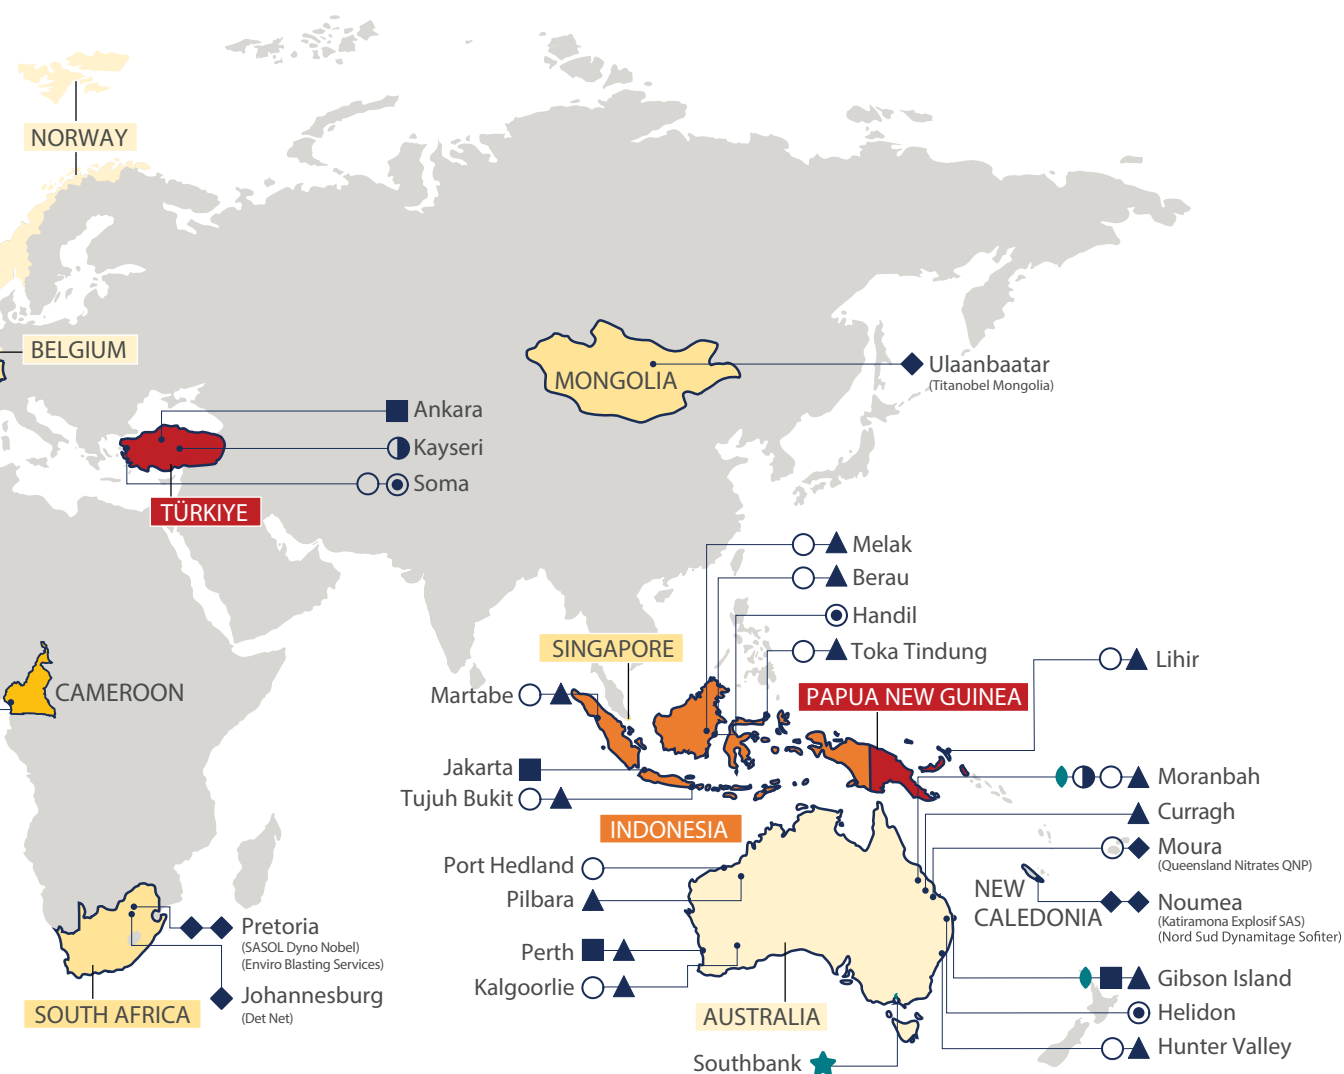 NORWAY
BELGIUM
MONGOLIA
Ulaanbaatar
(Titanobel Mongolia)
Ankara
Kayseri
Soma
TÜRKIYE
Melak
Berau
Handil
Toka Tindung
SINGAPORE
Lihir
CAMEROON
Martabe
PAPUA NEW GUINEA
Jakarta
Tujuh Bukit
INDONESIA
Moranbah
Curragh
Moura
(Queensland Nitrates QNP)
Port Hedland
Pilbara
NEW
CALEDONIA
Noumea
(Katiramona Explosif SAS)
(Nord Sud Dynamitage Sofiter)
Pretoria
(SASOL Dyno Nobel)
(Enviro Blasting Services)
Perth
Kalgoorlie
Gibson Island
Johannesburg
(Det Net)
SOUTH AFRICA
AUSTRALIA
Helidon
Hunter Valley
Southbank